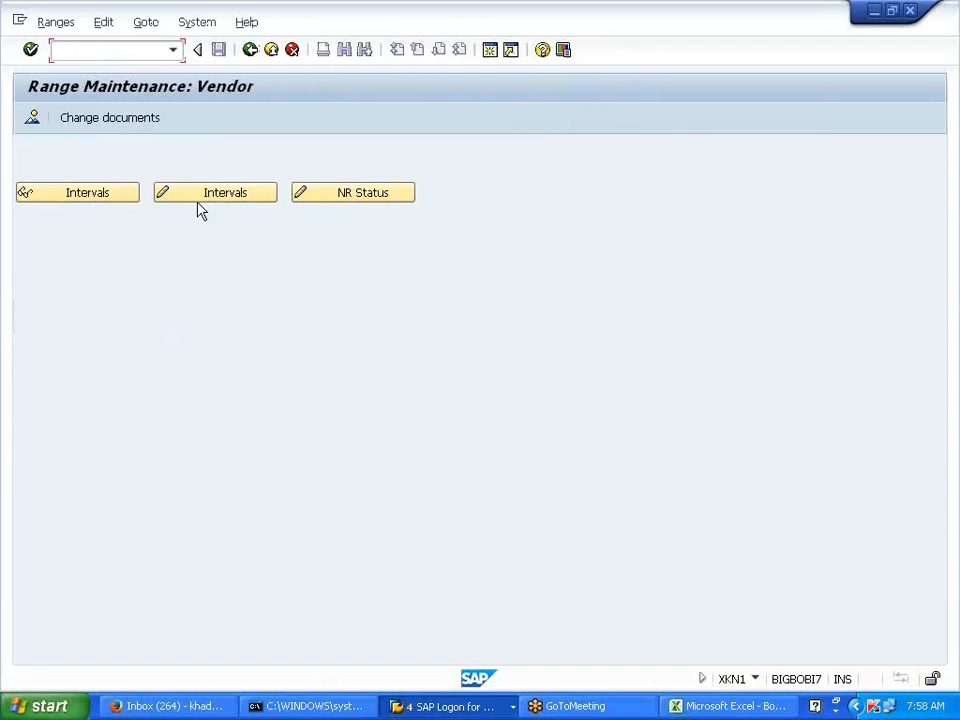 Ranges Edit Goto System Help
Range Maintenance: Vendor
Change documents
Intervals Intervals NR Status
SAP XKN1 BIGBOBI7 INS
start Inbox (264) - khad... C:\WINDOWS\syst... 4 SAP Logon for ... GoToMeeting Microsoft Excel - Bo... 7:58 AM